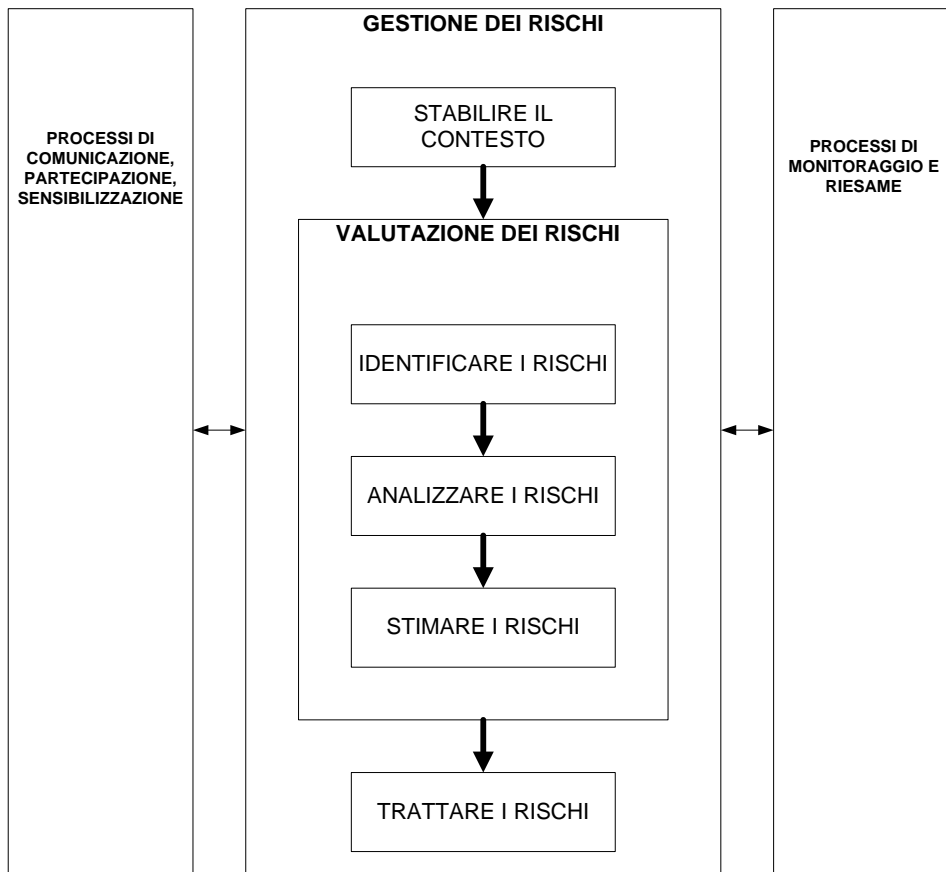 GESTIONE DEI RISCHI
STABILIRE IL
CONTESTO
PROCESSI DI
COMUNICAZIONE,
PARTECIPAZIONE,
SENSIBILIZZAZIONE
PROCESSI DI
MONITORAGGIO E
RIESAME
VALUTAZIONE DEI RISCHI
IDENTIFICARE I RISCHI
ANALIZZARE I RISCHI
STIMARE I RISCHI
TRATTARE I RISCHI